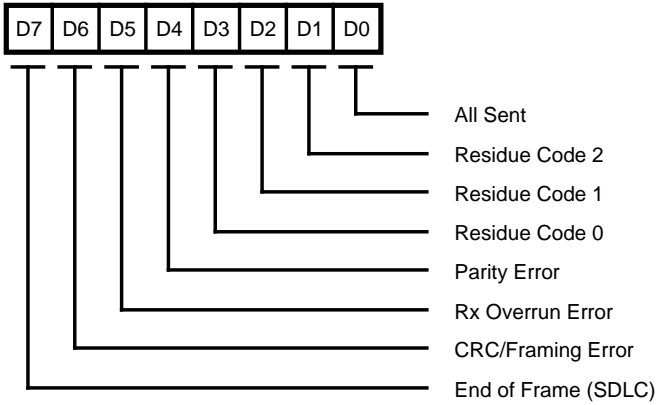 D7 D6 D5 D4 D3 D2 D1 D0
All Sent
Residue Code 2
Residue Code 1
Residue Code 0
Parity Error
Rx Overrun Error
CRC/Framing Error
End of Frame (SDLC)